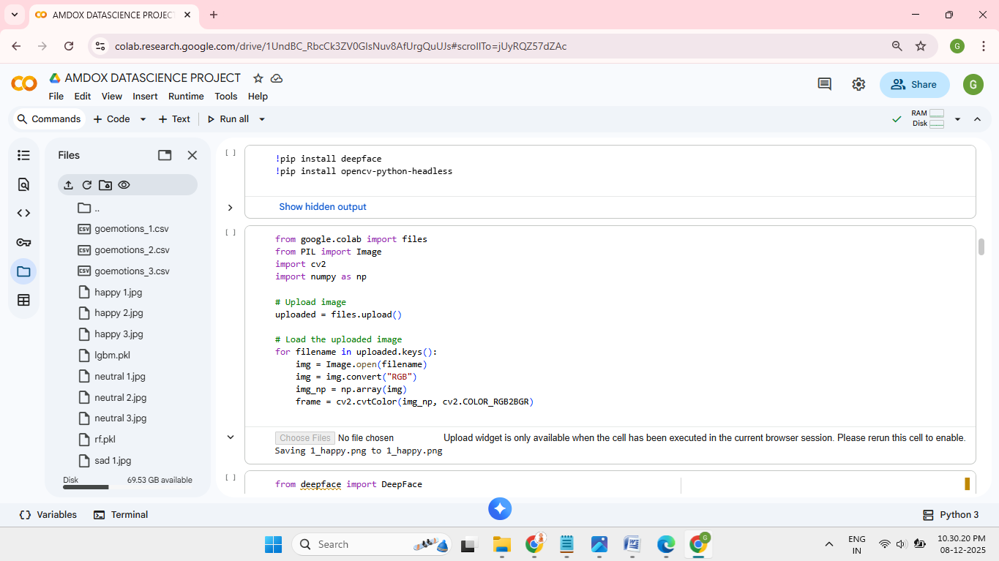 AMDOX DATASCIENCE PROJECT
colab.research.google.com/drive/1UndBC_RbcCk3ZV0GIsNuv8AfUrgQuUJs#scrollTo=jUyRQZ57dZAc
G
AMDOX DATASCIENCE PROJECT
File Edit View Insert Runtime Tools Help
Share
G
Commands + Code + Text Run all
RAM
Disk
Files
..
goemotions_1.csv
goemotions_2.csv
goemotions_3.csv
happy 1.jpg
happy 2.jpg
happy 3.jpg
lgbm.pkl
neutral 1.jpg
neutral 2.jpg
neutral 3.jpg
rf.pkl
sad 1.jpg
Disk 69.53 GB available
[ ]
!pip install deepface
!pip install opencv-python-headless
Show hidden output
[ ]
from google.colab import files
from PIL import Image
import cv2
import numpy as np
# Upload image
uploaded = files.upload()
# Load the uploaded image
for filename in uploaded.keys():
    img = Image.open(filename)
    img = img.convert("RGB")
    img_np = np.array(img)
    frame = cv2.cvtColor(img_np, cv2.COLOR_RGB2BGR)
Choose Files No file chosen Upload widget is only available when the cell has been executed in the current browser session. Please rerun this cell to enable.
Saving 1_happy.png to 1_happy.png
[ ]
from deepface import DeepFace
Variables Terminal
Python 3
Search
ENG
IN
10.30.20 PM
08-12-2025